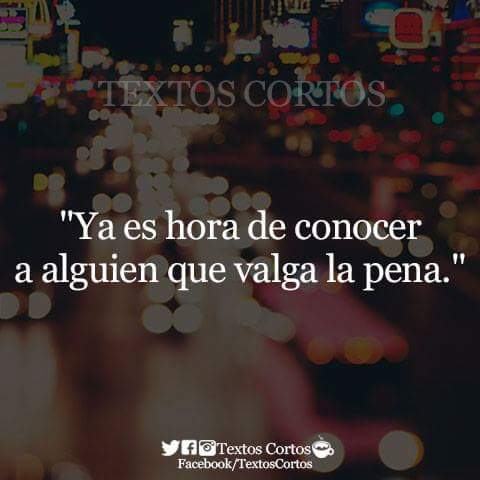 TEXTOS CORTOS
"Ya es hora de conocer
a alguien que valga la pena."
Textos Cortos
Facebook/TextosCortos